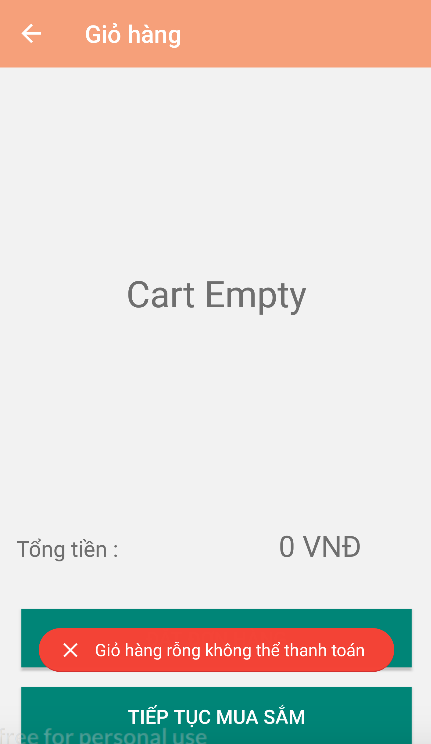 Giỏ hàng
Cart Empty
Tổng tiền : 0 VNĐ
Giỏ hàng rỗng không thể thanh toán
TIẾP TỤC MUA SẮM
free for personal use